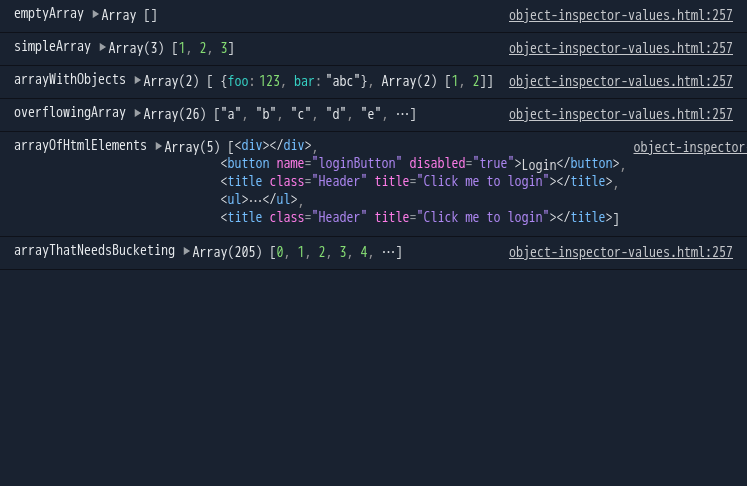 emptyArray ▶Array [] object-inspector-values.html:257
simpleArray ▶Array(3) [1, 2, 3] object-inspector-values.html:257
arrayWithObjects ▶Array(2) [ {foo: 123, bar: "abc"}, Array(2) [1, 2]] object-inspector-values.html:257
overflowingArray ▶Array(26) ["a", "b", "c", "d", "e", …] object-inspector-values.html:257
arrayOfHtmlElements ▶Array(5) [<div></div>, object-inspector
<button name="loginButton" disabled="true">Login</button>,
<title class="Header" title="Click me to login"></title>,
<ul>…</ul>,
<title class="Header" title="Click me to login"></title>]
arrayThatNeedsBucketing ▶Array(205) [0, 1, 2, 3, 4, …] object-inspector-values.html:257